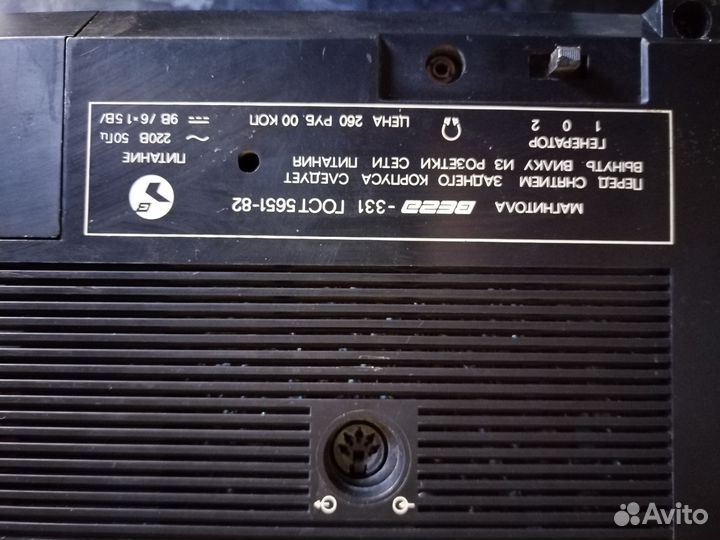 МАГНИТОЛА ВЕГА -331 ГОСТ 5651-82
ПЕРЕД СНЯТИЕМ ЗАДНЕГО КОРПУСА СЛЕДУЕТ
ВЫНУТЬ ВИЛКУ ИЗ РОЗЕТКИ СЕТИ ПИТАНИЯ
ГЕНЕРАТОР
1 0 2
ЦЕНА 260 РУБ. 00 КОП
ПИТАНИЕ
220В 50Гц
9В /6×1.5В/
Avito